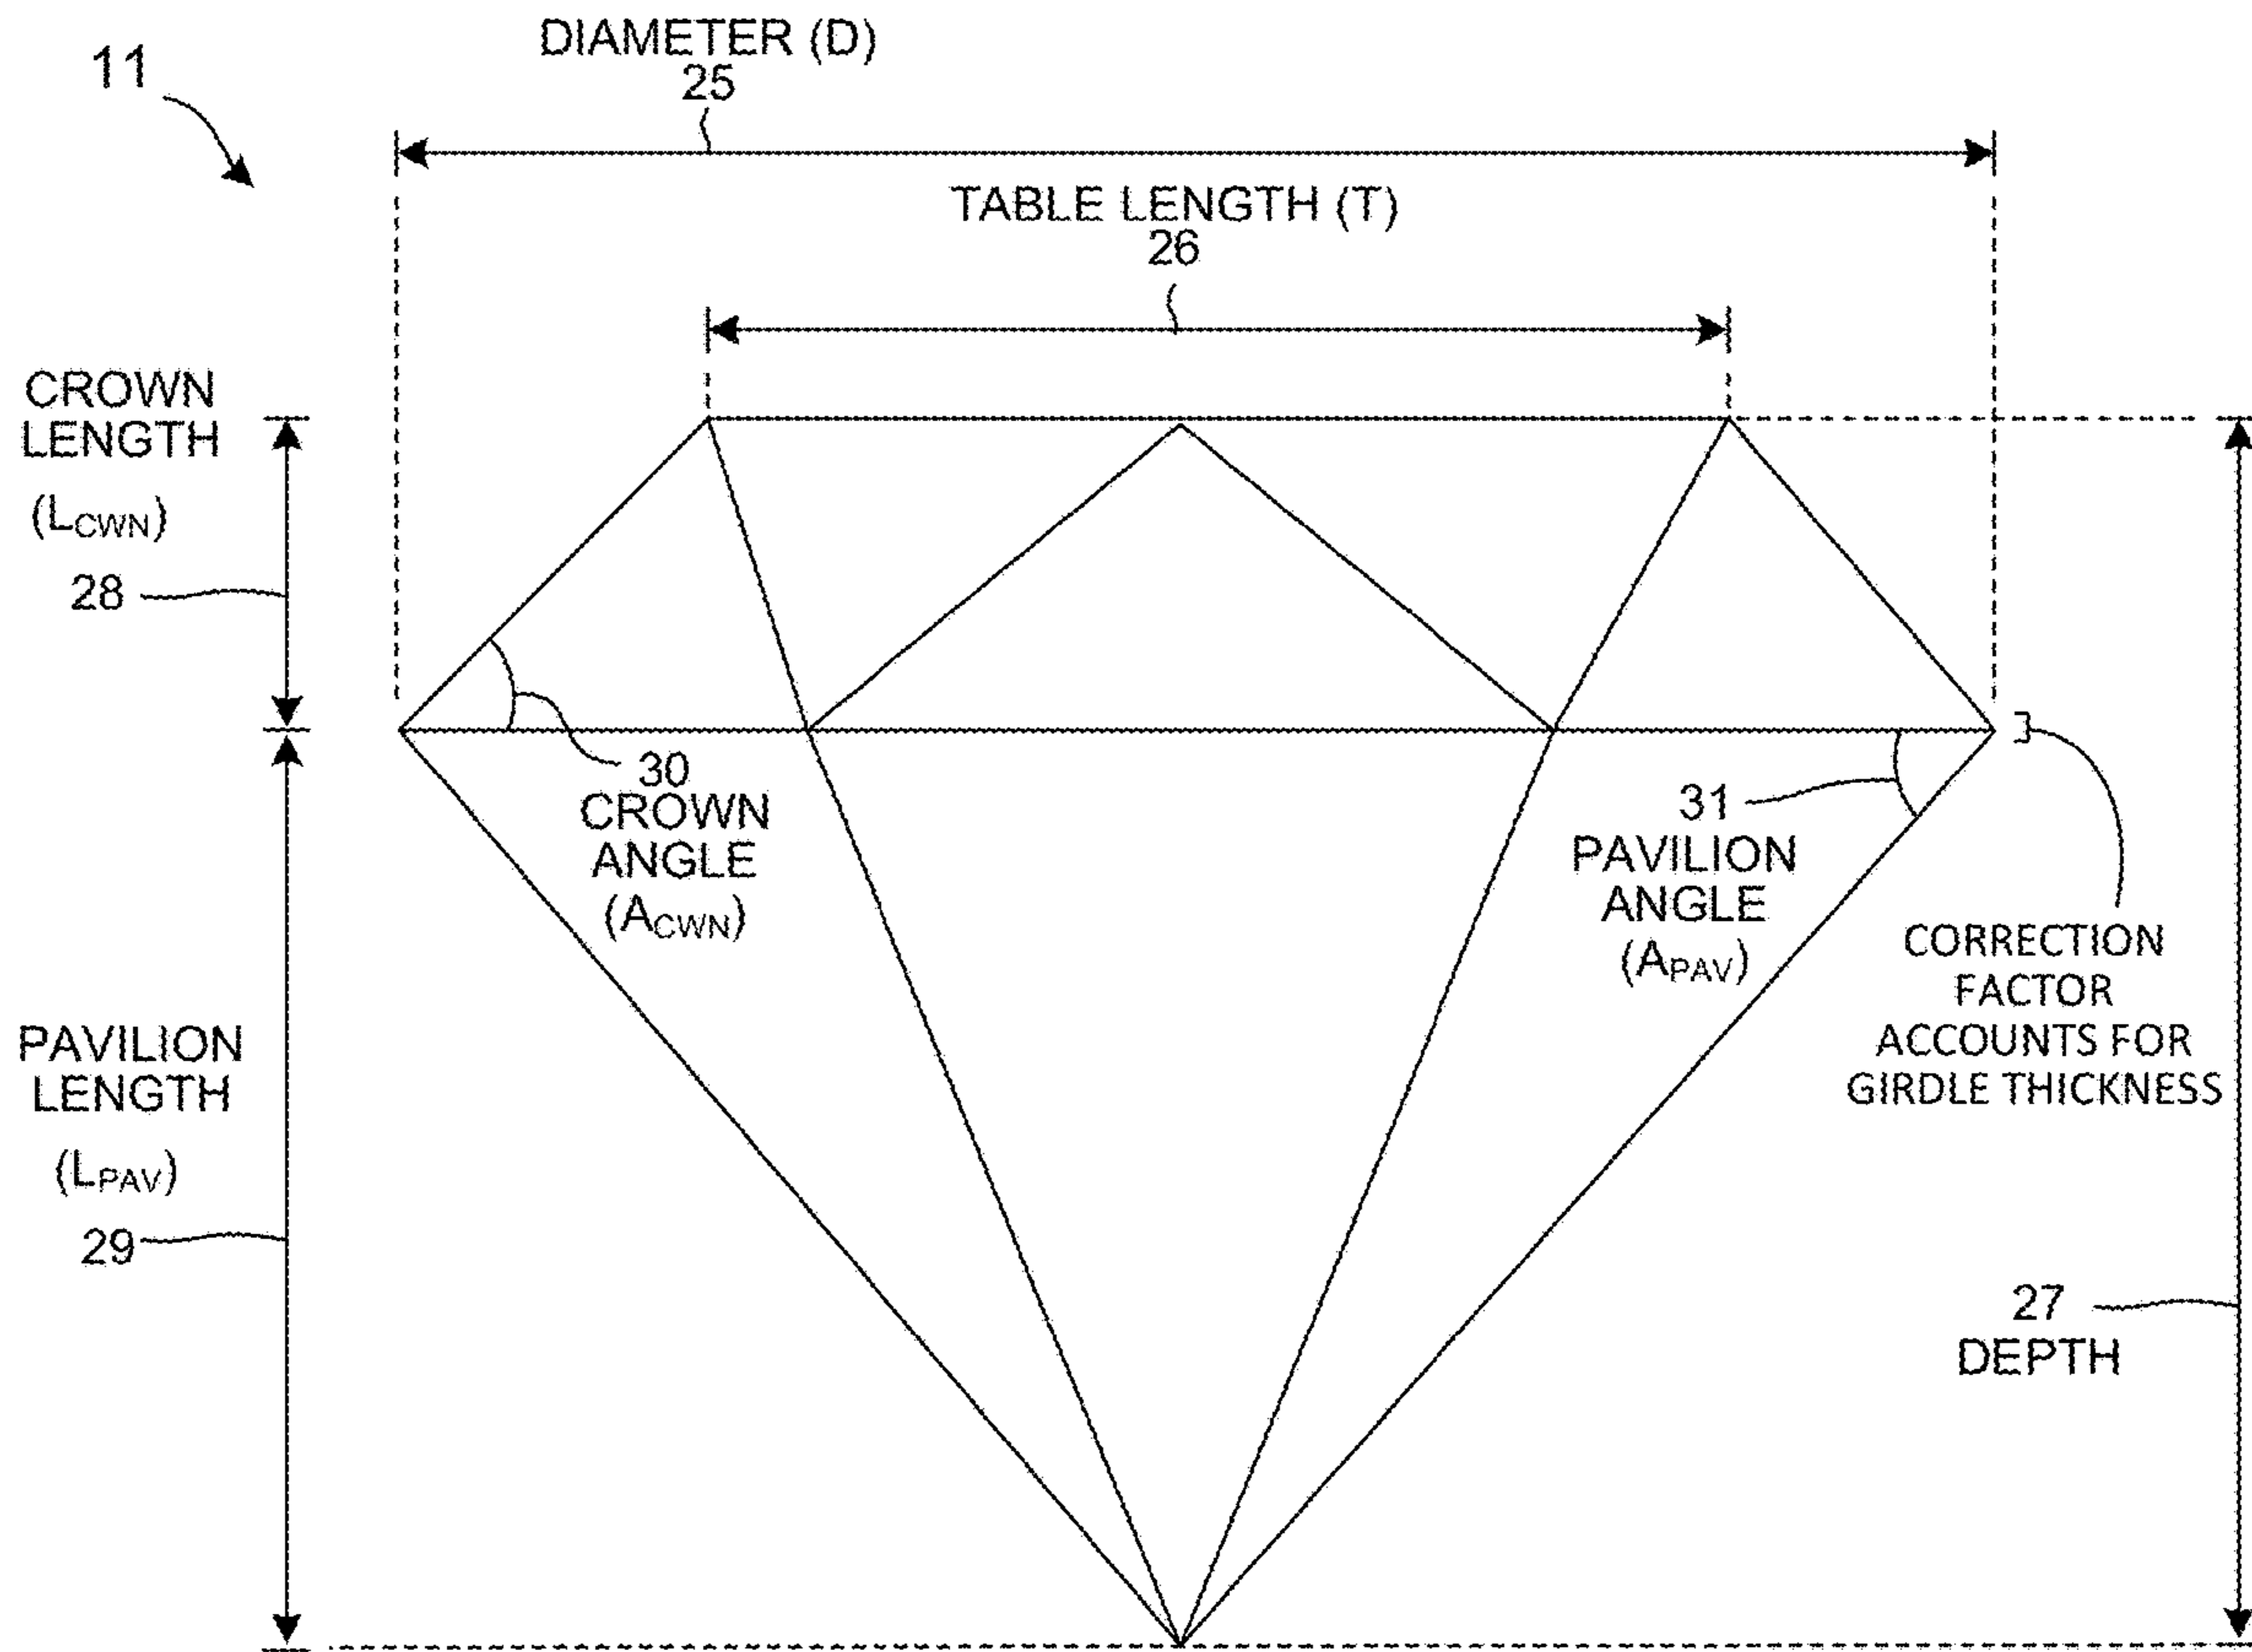 11
DIAMETER (D)
25
TABLE LENGTH (T)
26
CROWN
LENGTH
(LCWN)
28
30
CROWN
ANGLE
(ACWN)
31
PAVILION
ANGLE
(APAV)
CORRECTION
FACTOR
ACCOUNTS FOR
GIRDLE THICKNESS
PAVILION
LENGTH
(LPAV)
29
27
DEPTH